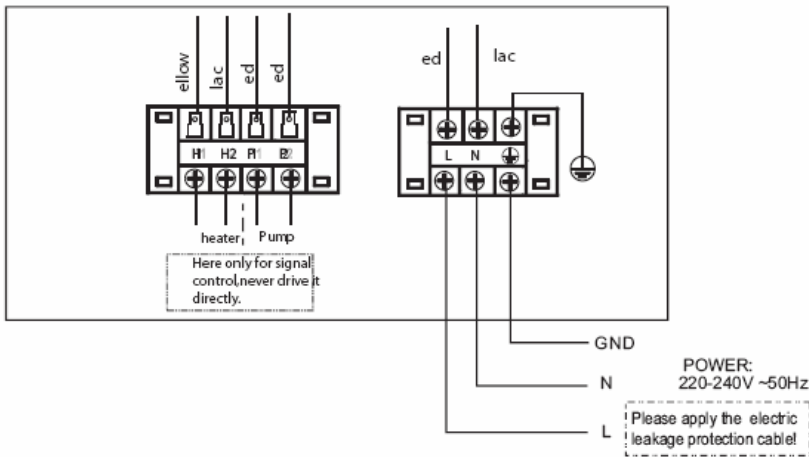 ellow
lac
ed
ed
ed
lac
H1 H2 P1 P2
L N
heater Pump
Here only for signal
control,never drive it
directly.
GND
POWER:
N 220-240V ~50Hz
L
Please apply the electric
leakage protection cable!